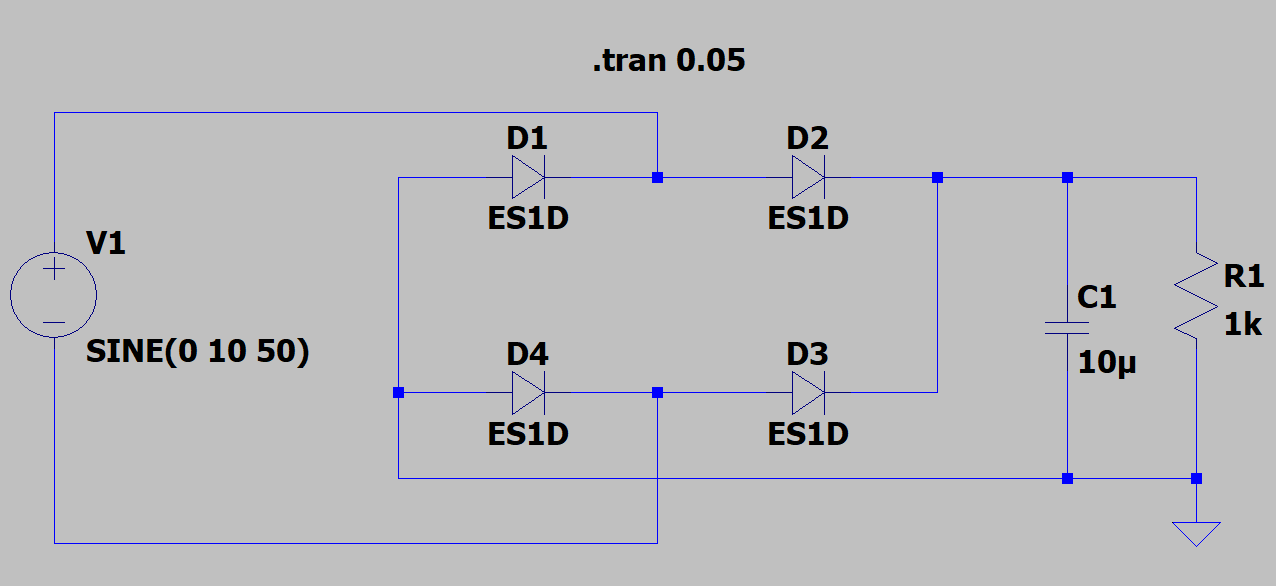 .tran 0.05
D1
D2
ES1D
ES1D
V1
SINE(0 10 50)
C1
10µ
R1
1k
D4
D3
ES1D
ES1D